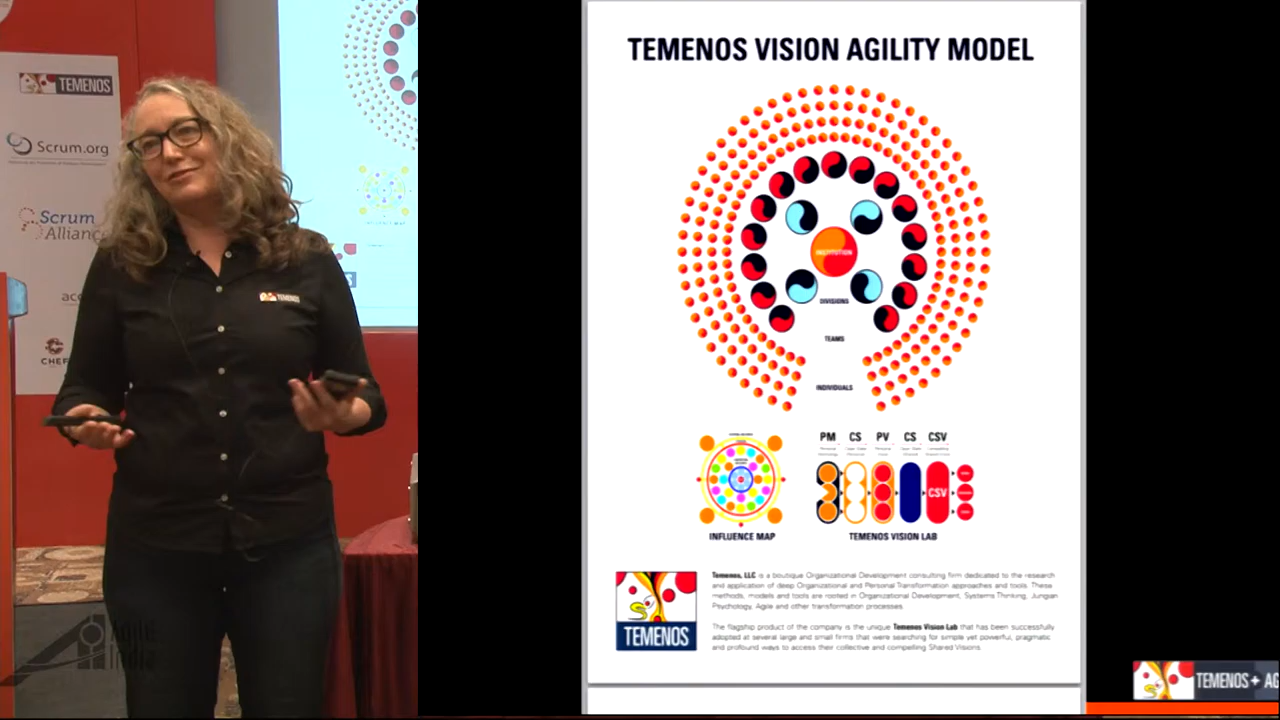 TEMENOS
Scrum.org
Scrum
Alliance
TEMENOS
TEMENOS VISION AGILITY MODEL
INSTITUTION
DIVISIONS
TEAMS
INDIVIDUALS
PM CS PV CS CSV
CSV
INFLUENCE MAP
TEMENOS VISION LAB
TEMENOS
Temenos, LLC is a boutique Organizational Development consulting firm dedicated to the research
and application of deep Organizational and Personal Transformation approaches and tools. These
methods, models and tools are rooted in Organizational Development, Systems Thinking, Jungian
Psychology, Agile and other transformation processes.
The flagship product of the company is the unique Temenos Vision Lab that has been successfully
adopted at several large and small firms that were searching for simple yet powerful, pragmatic
and profound ways to access their collective and compelling Shared Visions.
TEMENOS + AG